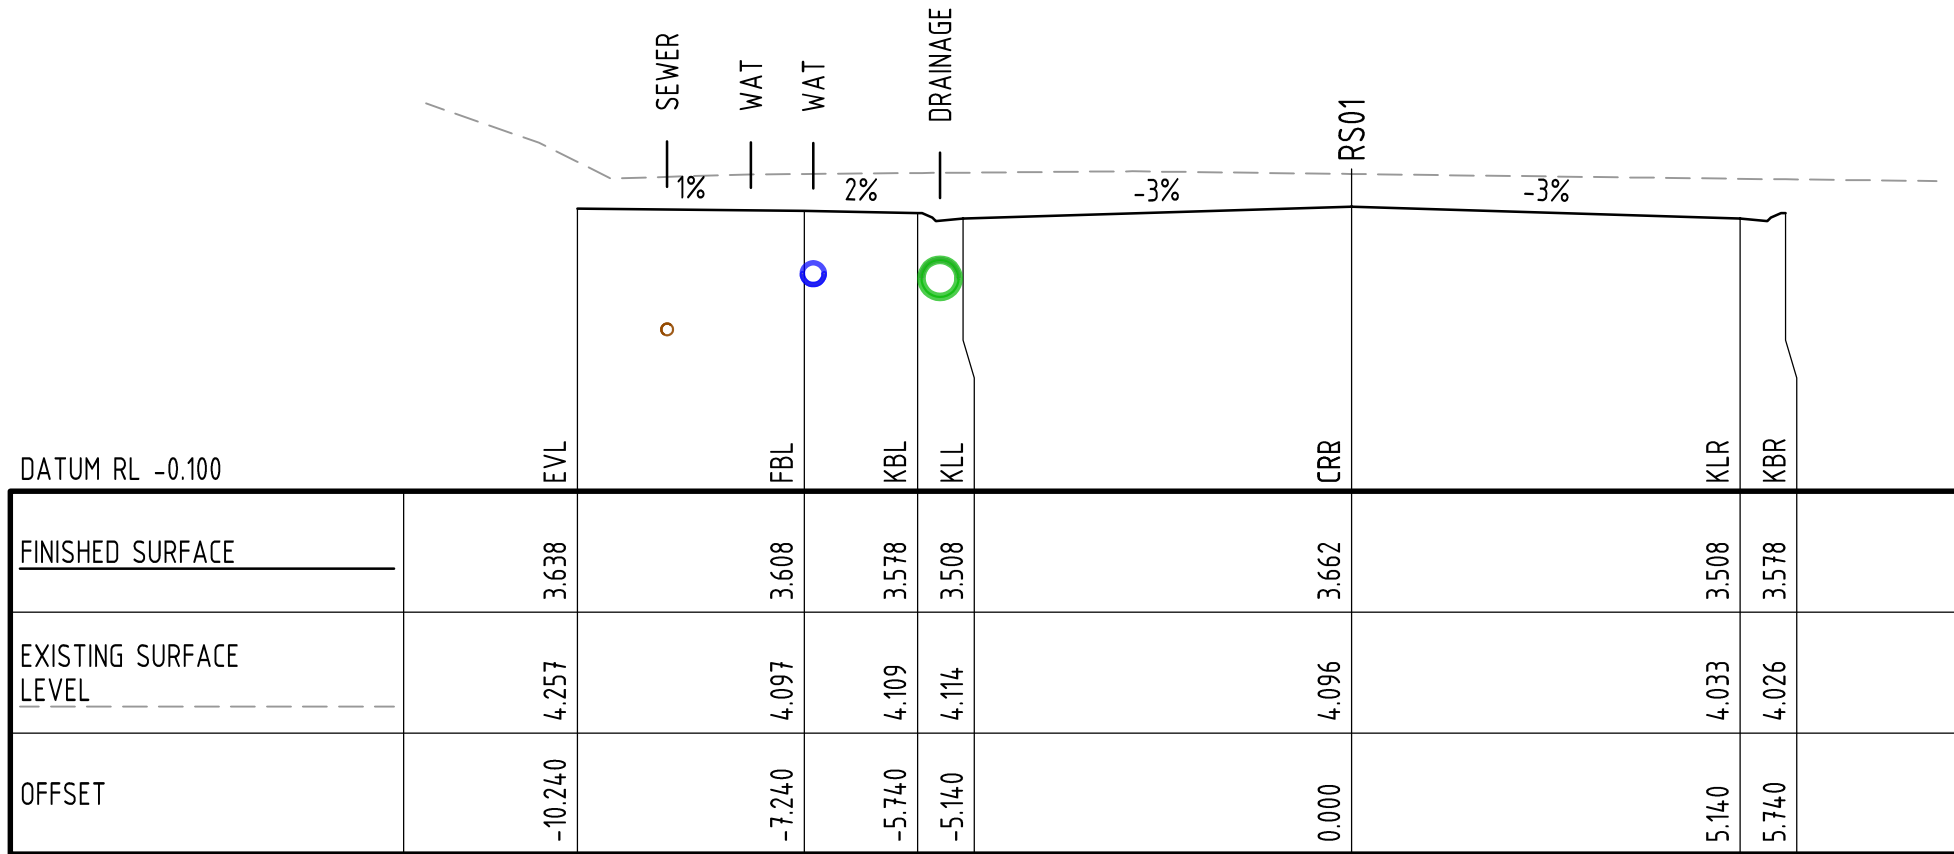 SEWER
WAT
WAT
DRAINAGE
RS01
1%
2%
-3%
-3%
DATUM RL -0.100
EVL
FBL
KBL
KLL
CRB
KLR
KBR
FINISHED SURFACE
3.638
3.608
3.578
3.508
3.662
3.508
3.578
EXISTING SURFACE
LEVEL
4.257
4.097
4.109
4.114
4.096
4.033
4.026
OFFSET
-10.240
-7.240
-5.740
-5.140
0.000
5.140
5.740